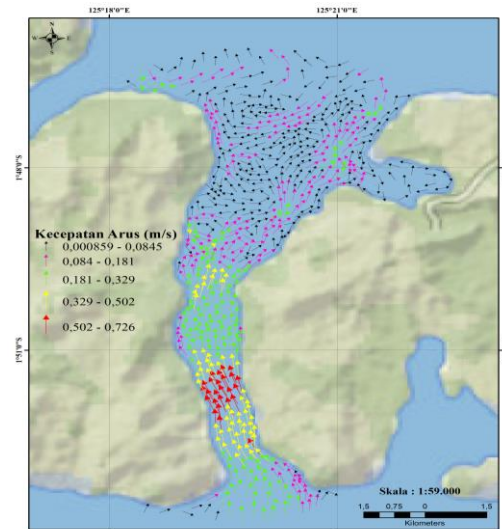 125°18'0"E 125°21'0"E
N
W E
S
1°48'0"S
Kecepatan Arus (m/s)
0,000859 - 0,0845
0,084 - 0,181
0,181 - 0,329
0,329 - 0,502
0,502 - 0,726
1°51'0"S
Skala : 1:59.000
1,5 0,75 0 1,5
Kilometers